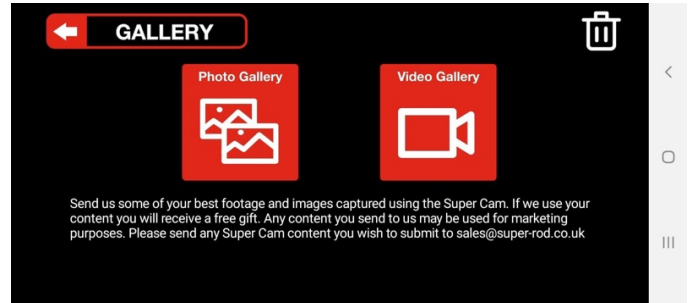 GALLERY
Photo Gallery
Video Gallery
Send us some of your best footage and images captured using the Super Cam. If we use your
content you will receive a free gift. Any content you send to us may be used for marketing
purposes. Please send any Super Cam content you wish to submit to sales@super-rod.co.uk